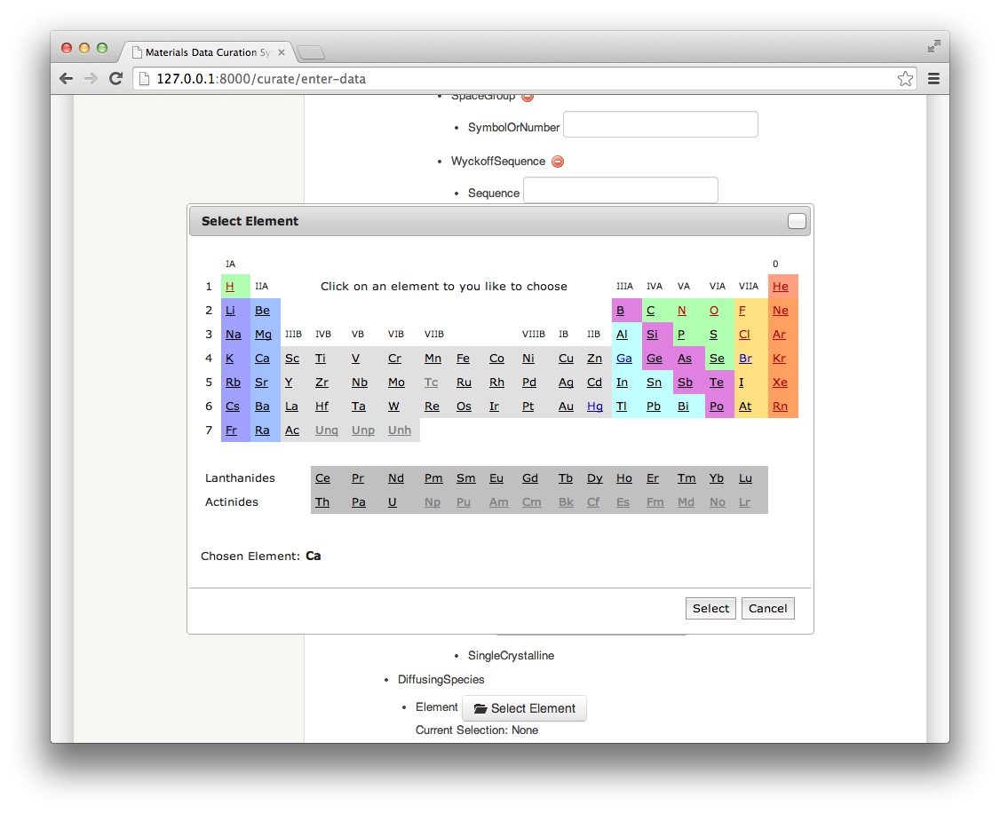 Materials Data Curation Sy
127.0.0.1:8000/curate/enter-data
SpaceGroup
SymbolOrNumber
WyckoffSequence
Sequence
Select Element
IA 0
1 H IIA Click on an element to you like to choose IIIA IVA VA VIA VIIA He
2 Li Be B C N O F Ne
3 Na Mg IIIB IVB VB VIB VIIB VIIIB IB IIB Al Si P S Cl Ar
4 K Ca Sc Ti V Cr Mn Fe Co Ni Cu Zn Ga Ge As Se Br Kr
5 Rb Sr Y Zr Nb Mo Tc Ru Rh Pd Ag Cd In Sn Sb Te I Xe
6 Cs Ba La Hf Ta W Re Os Ir Pt Au Hg Tl Pb Bi Po At Rn
7 Fr Ra Ac Unq Unp Unh
Lanthanides Ce Pr Nd Pm Sm Eu Gd Tb Dy Ho Er Tm Yb Lu
Actinides Th Pa U Np Pu Am Cm Bk Cf Es Fm Md No Lr
Chosen Element: Ca
Select Cancel
SingleCrystalline
DiffusingSpecies
Element Select Element
Current Selection: None